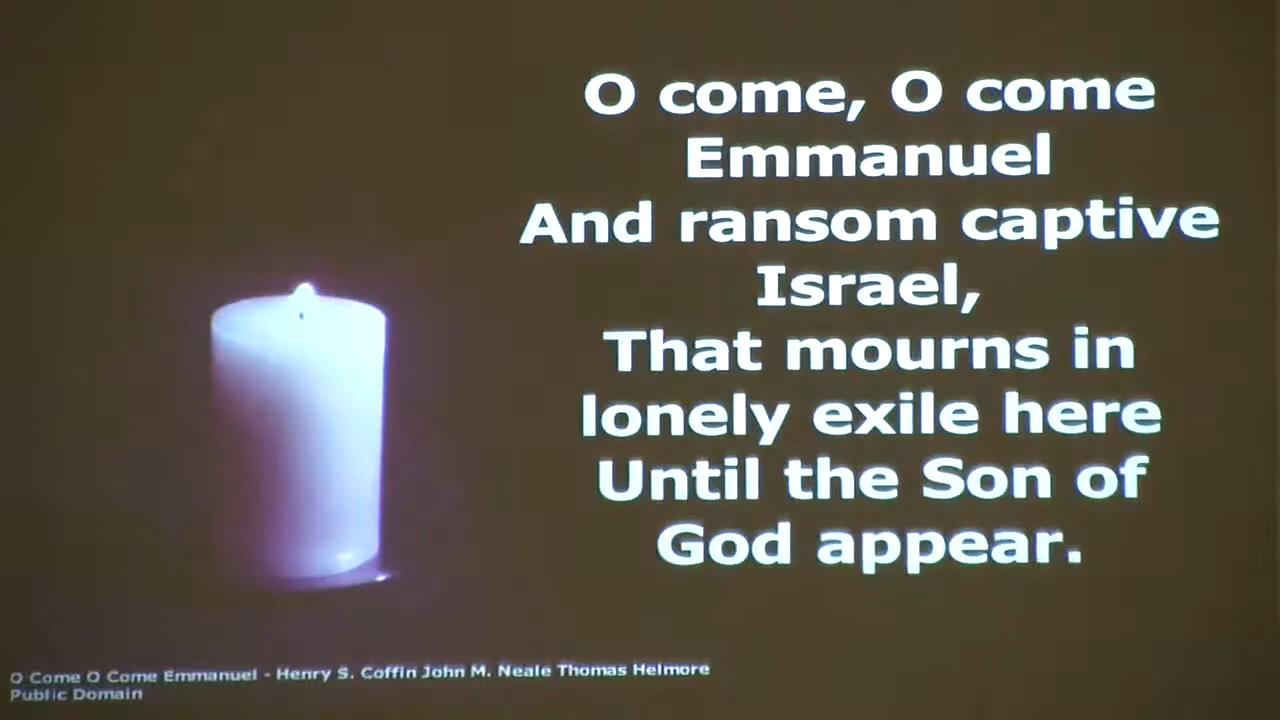 O come, O come
Emmanuel
And ransom captive
Israel,
That mourns in
lonely exile here
Until the Son of
God appear.
O Come O Come Emmanuel - Henry S. Coffin John M. Neale Thomas Helmore
Public Domain